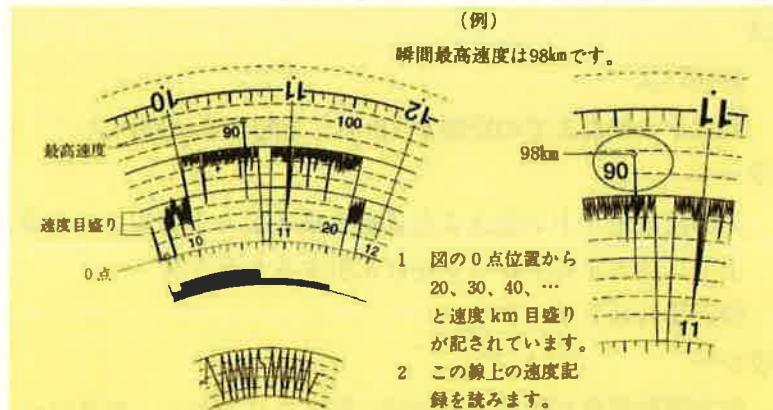 (例)
瞬間最高速度は98㎞です。
10
11
12
90
100
最高速度
速度目盛り
0点
10
11
20
12
11
98㎞
90
11
1 図の0点位置から
20、30、40、…
と速度km目盛り
が記されています。
2 この線上の速度記
録を読みます。